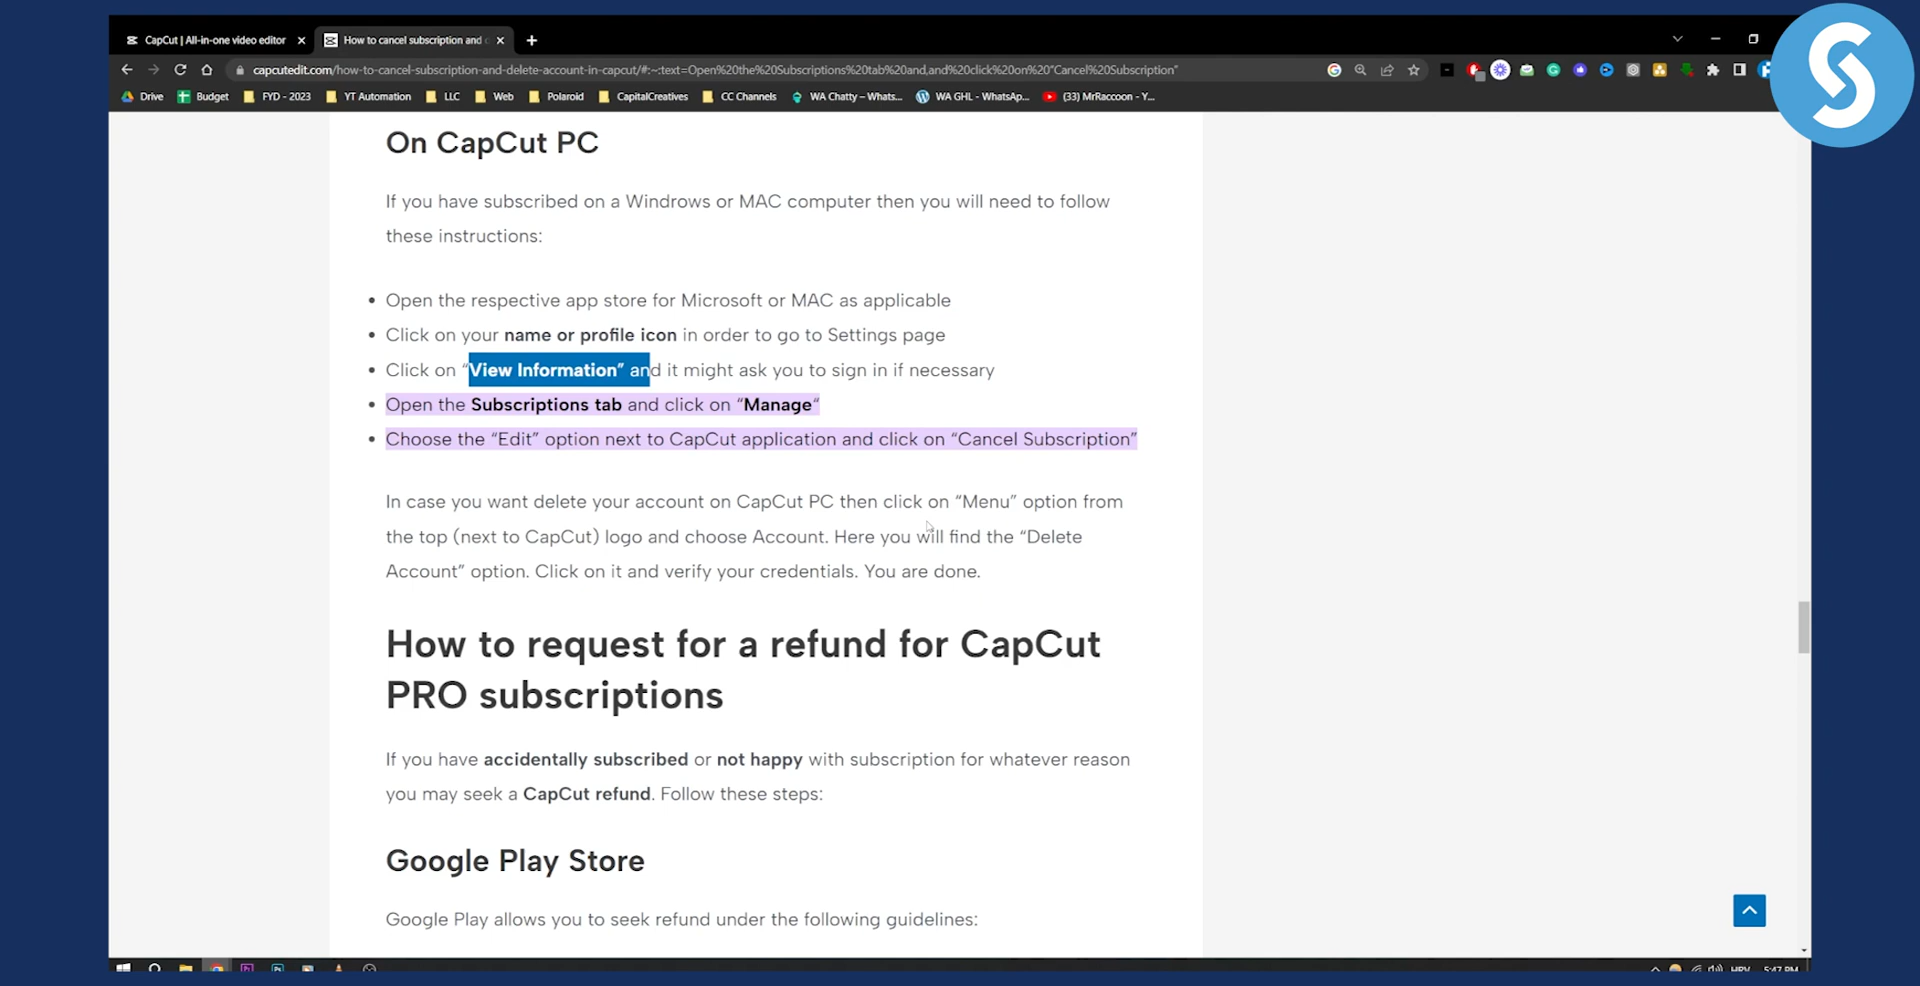 CapCut | All-in-one video editor
How to cancel subscription and
capcutedit.com/how-to-cancel-subscription-and-delete-account-in-capcut/#:~:text=Open%20the%20Subscriptions%20tab%20and,and%20click%20on%20"Cancel%20Subscription"
Drive Budget FYD - 2023 YT Automation LLC Web Polaroid CapitalCreatives CC Channels WA Chatty – Whats... WA GHL - WhatsAp... (33) MrRaccoon - Y...
On CapCut PC
If you have subscribed on a Windrows or MAC computer then you will need to follow
these instructions:
• Open the respective app store for Microsoft or MAC as applicable
• Click on your name or profile icon in order to go to Settings page
• Click on “View Information” and it might ask you to sign in if necessary
• Open the Subscriptions tab and click on “Manage“
• Choose the “Edit” option next to CapCut application and click on “Cancel Subscription”
In case you want delete your account on CapCut PC then click on “Menu” option from
the top (next to CapCut) logo and choose Account. Here you will find the “Delete
Account” option. Click on it and verify your credentials. You are done.
How to request for a refund for CapCut
PRO subscriptions
If you have accidentally subscribed or not happy with subscription for whatever reason
you may seek a CapCut refund. Follow these steps:
Google Play Store
Google Play allows you to seek refund under the following guidelines:
HRV 5:47 PM